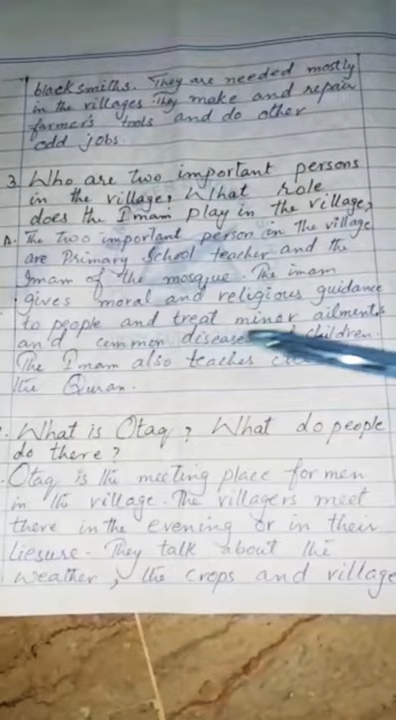 blacksmiths. They are needed mostly
in the villages. They make and repair
farmer's tools and do other
odd jobs
3. Who are two important persons
in the village? What role
does the Imam play in the village?
A. The two important person in the village
are Primary School teacher and the
Imam of the mosque. The imam
gives moral and religious guidance
to people and treat minor ailments
and common diseases children.
The Imam also teaches
the Quran.
. What is Otaq? What do people
do there?
. Otaq is the meeting place for men
in the village. The villagers meet
there in the evening or in their
liesure. They talk about the
weather, the crops and village